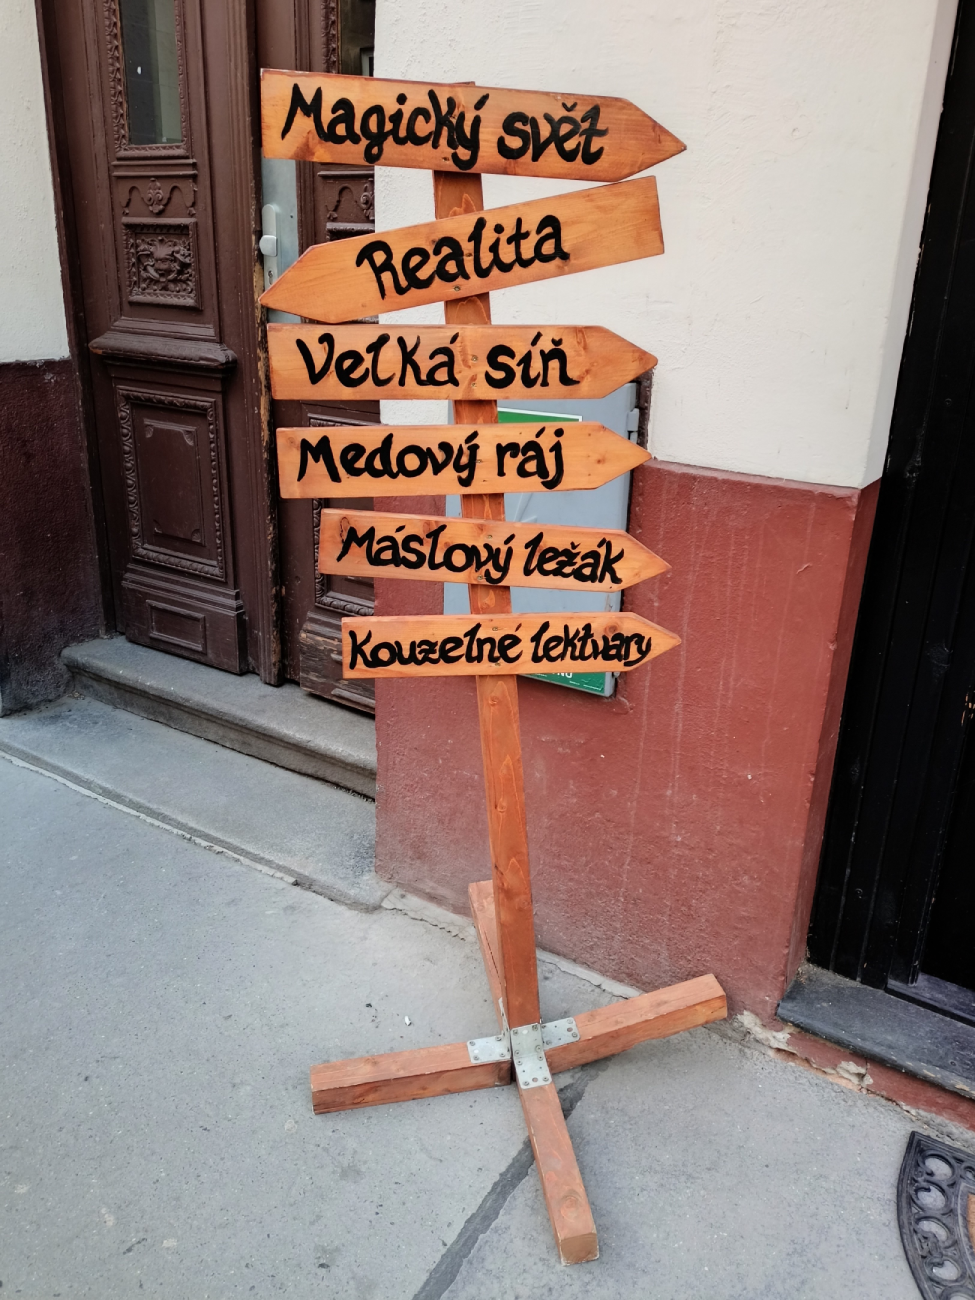 Magický svět
Realita
Velká síň
Medový ráj
Máslový ležák
Kouzelné lektvary